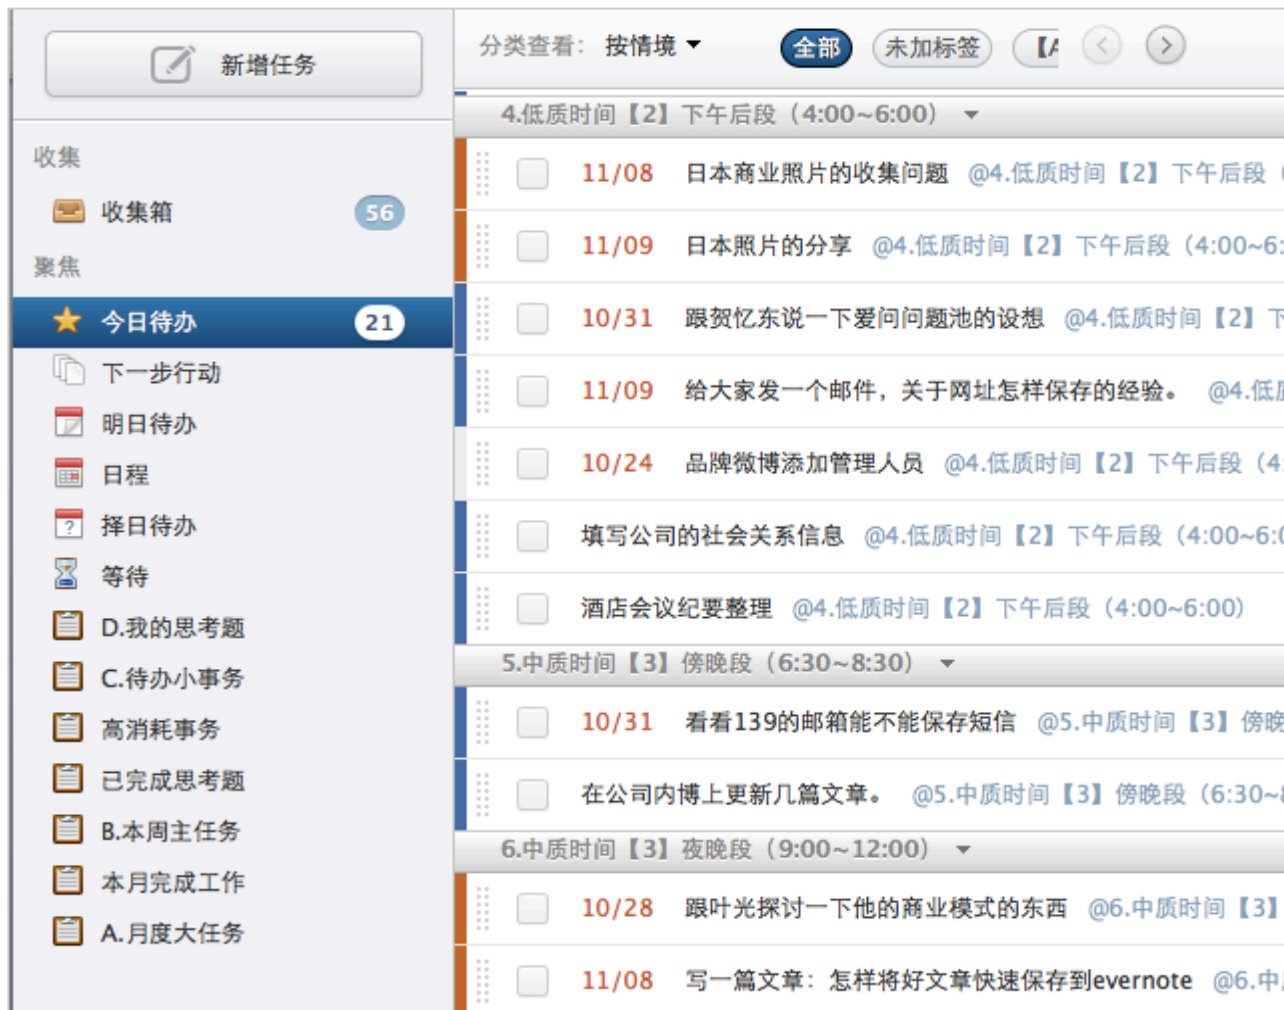 新增任务
收集
收集箱 56
聚焦
今日待办 21
下一步行动
明日待办
日程
择日待办
等待
D.我的思考题
C.待办小事务
高消耗事务
已完成思考题
B.本周主任务
本月完成工作
A.月度大任务
分类查看： 按情境 全部 未加标签 【A
4.低质时间【2】下午后段（4:00~6:00）
11/08 日本商业照片的收集问题 @4.低质时间【2】下午后段（
11/09 日本照片的分享 @4.低质时间【2】下午后段（4:00~6:
10/31 跟贺忆东说一下爱问问题池的设想 @4.低质时间【2】下
11/09 给大家发一个邮件，关于网址怎样保存的经验。 @4.低质
10/24 品牌微博添加管理人员 @4.低质时间【2】下午后段（4:
填写公司的社会关系信息 @4.低质时间【2】下午后段（4:00~6:0
酒店会议纪要整理 @4.低质时间【2】下午后段（4:00~6:00）
5.中质时间【3】傍晚段（6:30~8:30）
10/31 看看139的邮箱能不能保存短信 @5.中质时间【3】傍晚
在公司内博上更新几篇文章。 @5.中质时间【3】傍晚段（6:30~8
6.中质时间【3】夜晚段（9:00~12:00）
10/28 跟叶光探讨一下他的商业模式的东西 @6.中质时间【3】
11/08 写一篇文章：怎样将好文章快速保存到evernote @6.中